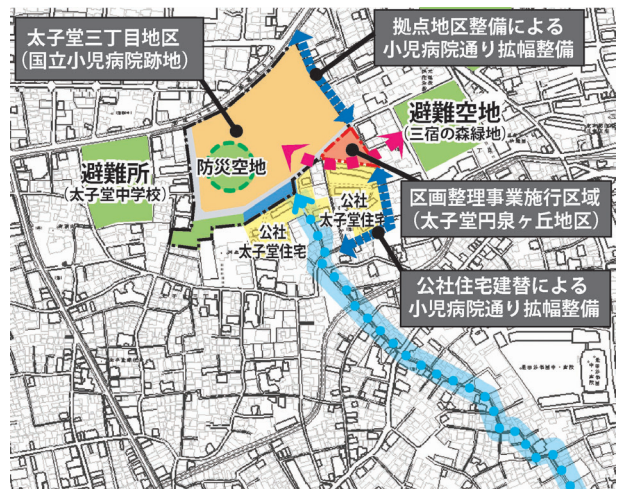 太子堂三丁目地区
（国立小児病院跡地）
拠点地区整備による
小児病院通り拡幅整備
避難空地
（三宿の森緑地）
避難所
（太子堂中学校）
防災空地
公社
太子堂住宅
公社
太子堂住宅
区画整理事業施行区域
（太子堂円泉ヶ丘地区）
公社住宅建替による
小児病院通り拡幅整備